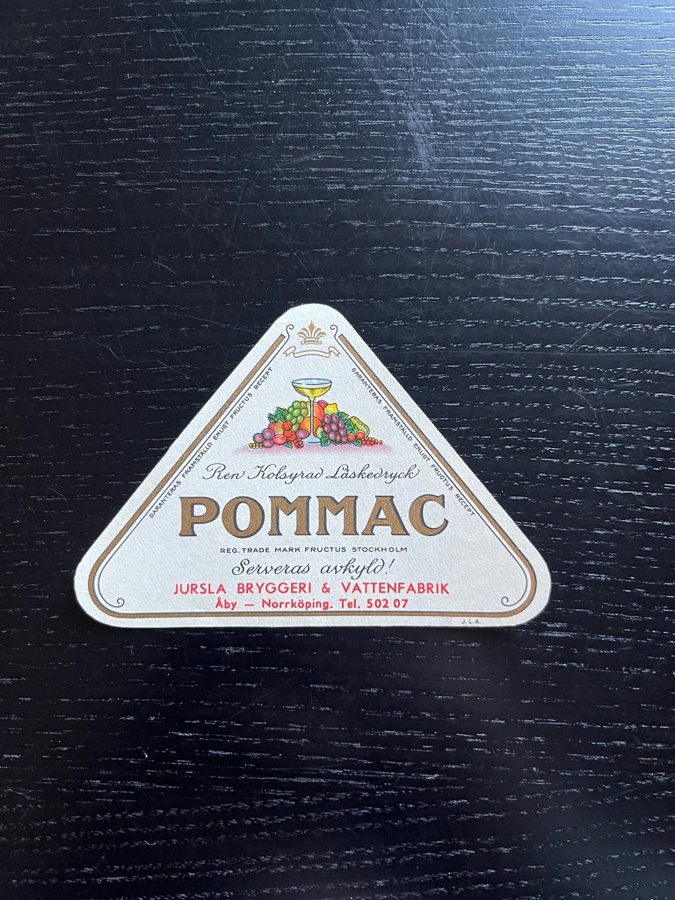 GARANTERAS FRAMSTÄLLD ENLIGT FRUCTUS RECEPT
GARANTERAS FRAMSTÄLLD ENLIGT FRUCTUS RECEPT
Ren Kolsyrad Läskedryck
POMMAC
REG. TRADE MARK FRUCTUS STOCKHOLM
Serveras avkyld!
JURSLA BRYGGERI & VATTENFABRIK
Åby — Norrköping. Tel. 502 07
J.L.A.